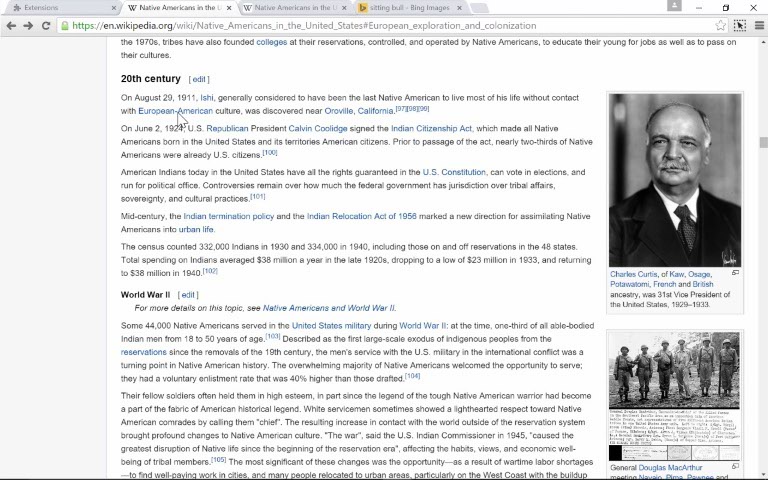 Extensions
Native Americans in the Un
Native Americans in the U
sitting bull - Bing Images
https://en.wikipedia.org/wiki/Native_Americans_in_the_United_States#European_exploration_and_colonization
the 1970s, tribes have also founded colleges at their reservations, controlled, and operated by Native Americans, to educate their young for jobs as well as to pass on
their cultures.
20th century [ edit ]
On August 29, 1911, Ishi, generally considered to have been the last Native American to live most of his life without contact
with European-American culture, was discovered near Oroville, California.[97][98][99]
On June 2, 1924, U.S. Republican President Calvin Coolidge signed the Indian Citizenship Act, which made all Native
Americans born in the United States and its territories American citizens. Prior to passage of the act, nearly two-thirds of Native
Americans were already U.S. citizens.[100]
American Indians today in the United States have all the rights guaranteed in the U.S. Constitution, can vote in elections, and
run for political office. Controversies remain over how much the federal government has jurisdiction over tribal affairs,
sovereignty, and cultural practices.[101]
Mid-century, the Indian termination policy and the Indian Relocation Act of 1956 marked a new direction for assimilating Native
Americans into urban life.
The census counted 332,000 Indians in 1930 and 334,000 in 1940, including those on and off reservations in the 48 states.
Total spending on Indians averaged $38 million a year in the late 1920s, dropping to a low of $23 million in 1933, and returning
to $38 million in 1940.[102]
Charles Curtis, of Kaw, Osage,
Potawatomi, French and British
ancestry, was 31st Vice President of
the United States, 1929–1933.
World War II [ edit ]
For more details on this topic, see Native Americans and World War II.
Some 44,000 Native Americans served in the United States military during World War II: at the time, one-third of all able-bodied
Indian men from 18 to 50 years of age.[103] Described as the first large-scale exodus of indigenous peoples from the
reservations since the removals of the 19th century, the men's service with the U.S. military in the international conflict was a
turning point in Native American history. The overwhelming majority of Native Americans welcomed the opportunity to serve;
they had a voluntary enlistment rate that was 40% higher than those drafted.[104]
Their fellow soldiers often held them in high esteem, in part since the legend of the tough Native American warrior had become
a part of the fabric of American historical legend. White servicemen sometimes showed a lighthearted respect toward Native
American comrades by calling them "chief". The resulting increase in contact with the world outside of the reservation system
brought profound changes to Native American culture. "The war", said the U.S. Indian Commissioner in 1945, "caused the
greatest disruption of Native life since the beginning of the reservation era", affecting the habits, views, and economic well-
being of tribal members.[105] The most significant of these changes was the opportunity—as a result of wartime labor shortages
—to find well-paying work in cities, and many people relocated to urban areas, particularly on the West Coast with the buildup
General Douglas MacArthur
meeting Navajo, Pima, Pawnee and